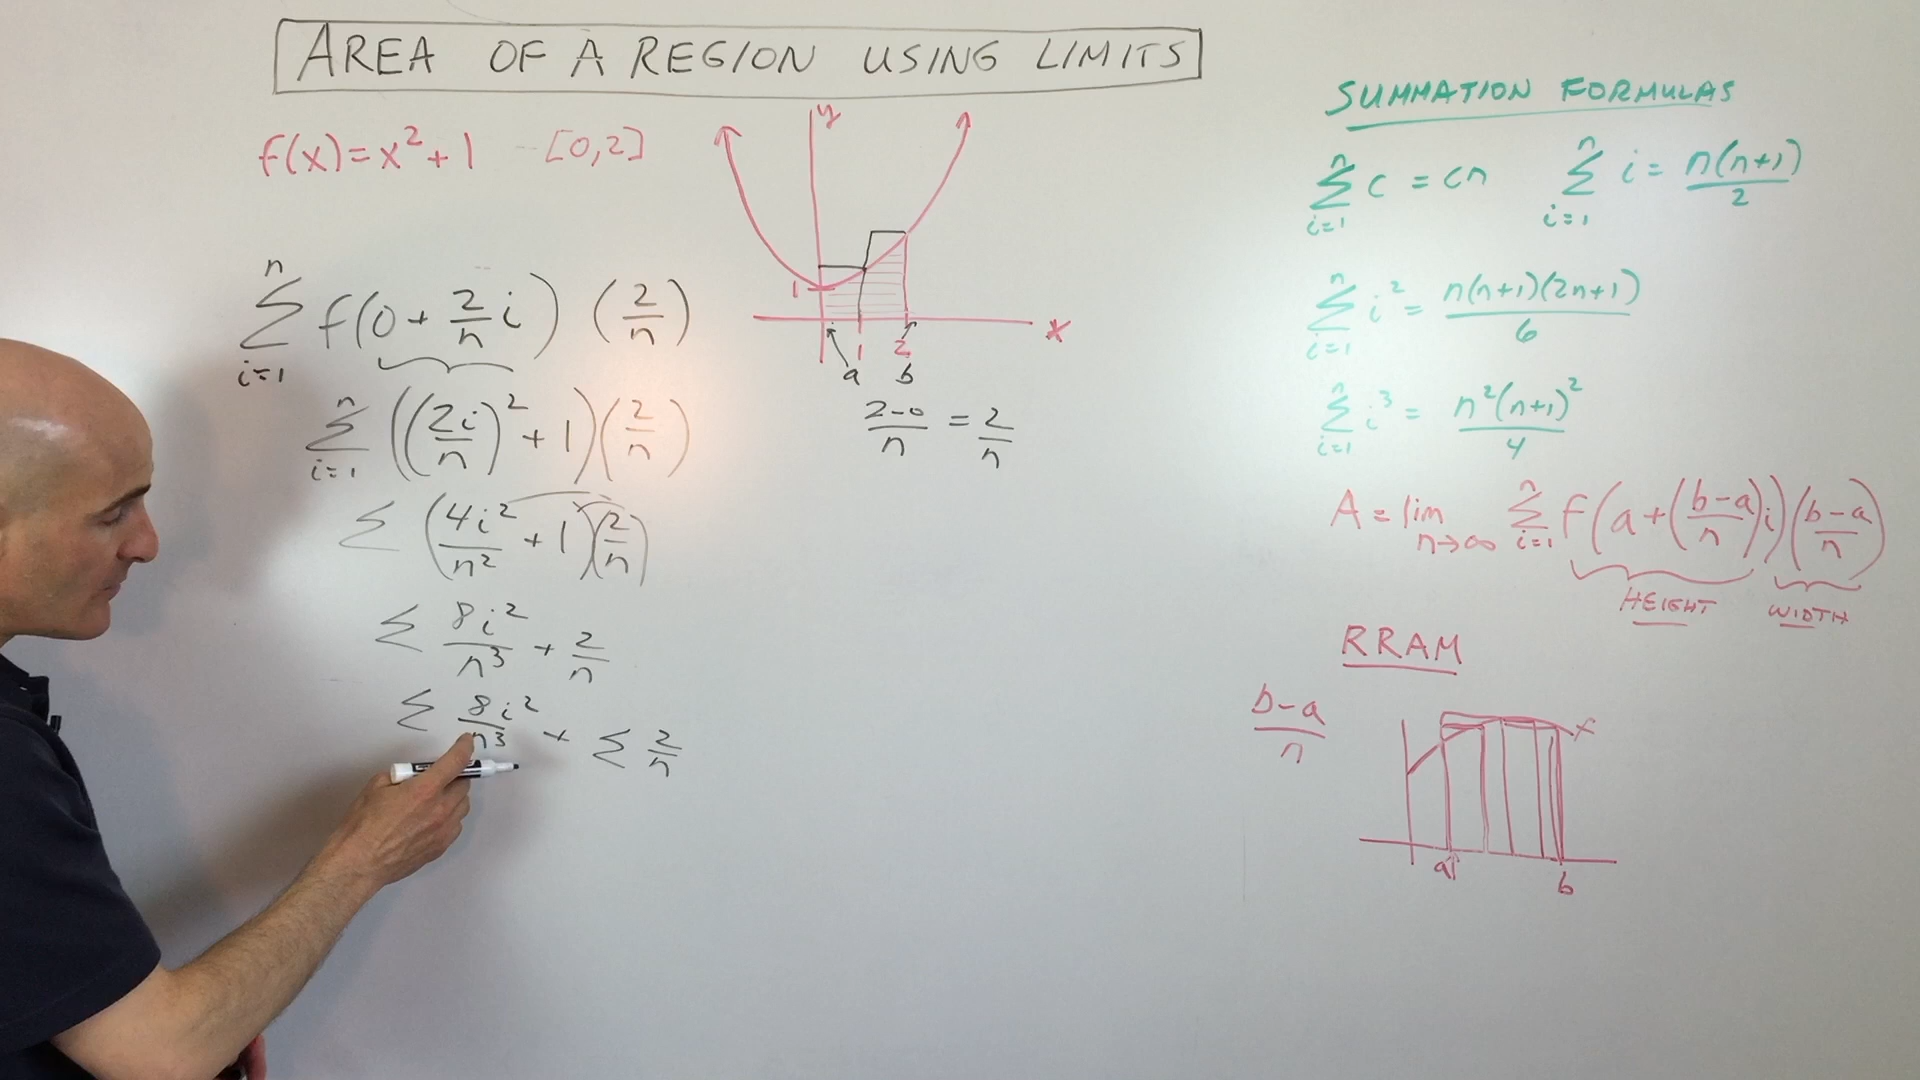 AREA OF A REGION USING LIMITS
f(x)=x²+1 [0,2]
n
∑ f(0+ 2/n i) (2/n)
i=1
n
∑ ((2i/n)²+1)(2/n)
i=1
∑ (4i²/n² +1)(2/n)
∑ 8i²/n³ + 2/n
∑ 8i²/n³ + ∑ 2/n
y
1
x
1 2
a b
2-0/n = 2/n
SUMMATION FORMULAS
n
∑ c = cn
i=1
n
∑ i = n(n+1)/2
i=1
n
∑ i² = n(n+1)(2n+1)/6
i=1
n
∑ i³ = n²(n+1)²/4
i=1
A = lim n→∞ n ∑ i=1 f(a+(b-a/n)i)(b-a/n)
HEIGHT WIDTH
RRAM
b-a/n
f
a b